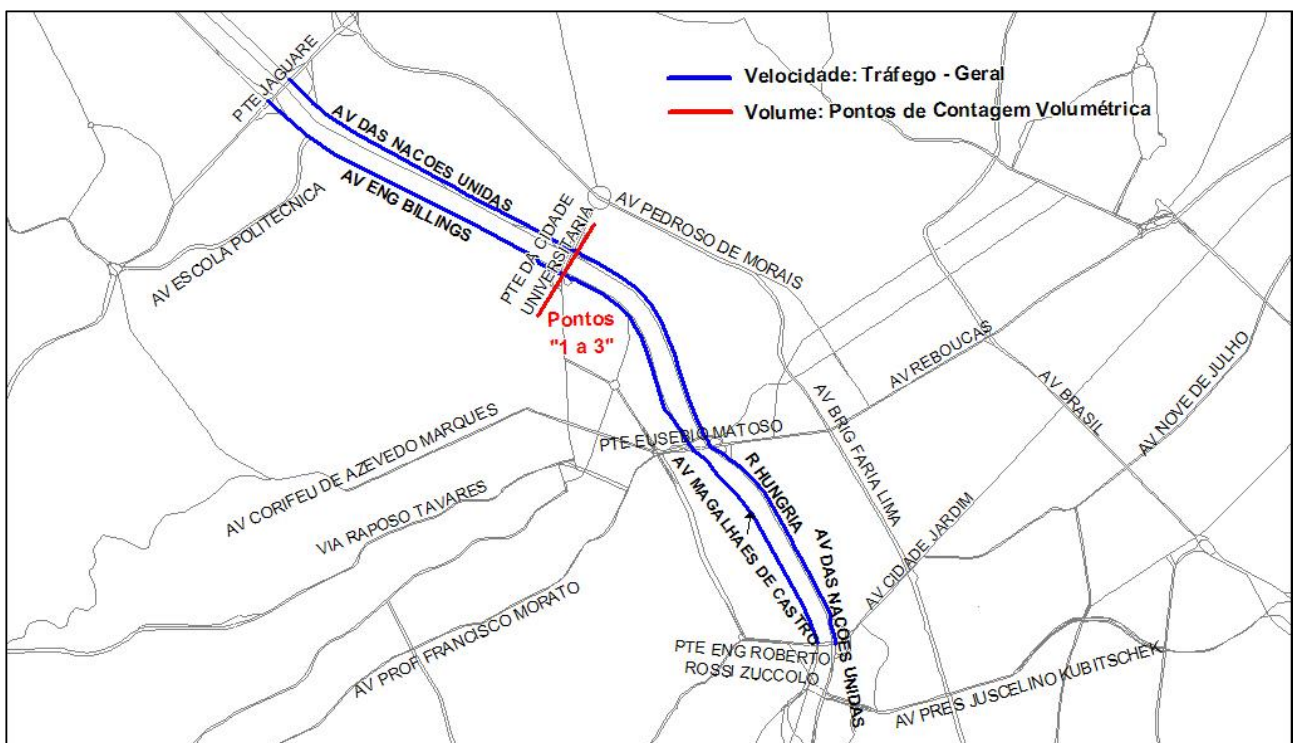 Velocidade: Tráfego - Geral
Volume: Pontos de Contagem Volumétrica
PTE JAGUARE
AV DAS NACOES UNIDAS
AV ENG BILLINGS
AV ESCOLA POLITECNICA
PTE DA CIDADE
UNIVERSITARIA
AV PEDROSO DE MORAIS
Pontos
"1 a 3"
AV REBOUCAS
AV BRASIL
AV NOVE DE JULHO
AV BRIG FARIA LIMA
PTE EUSEBIO MATOSO
AV CORIFEU DE AZEVEDO MARQUES
VIA RAPOSO TAVARES
R HUNGRIA
AV MAGALHAES DE CASTRO
AV DAS NACOES UNIDAS
AV CIDADE JARDIM
AV PROF FRANCISCO MORATO
PTE ENG ROBERTO
ROSSI ZUCCOLO
AV PRES JUSCELINO KUBITSCHEK